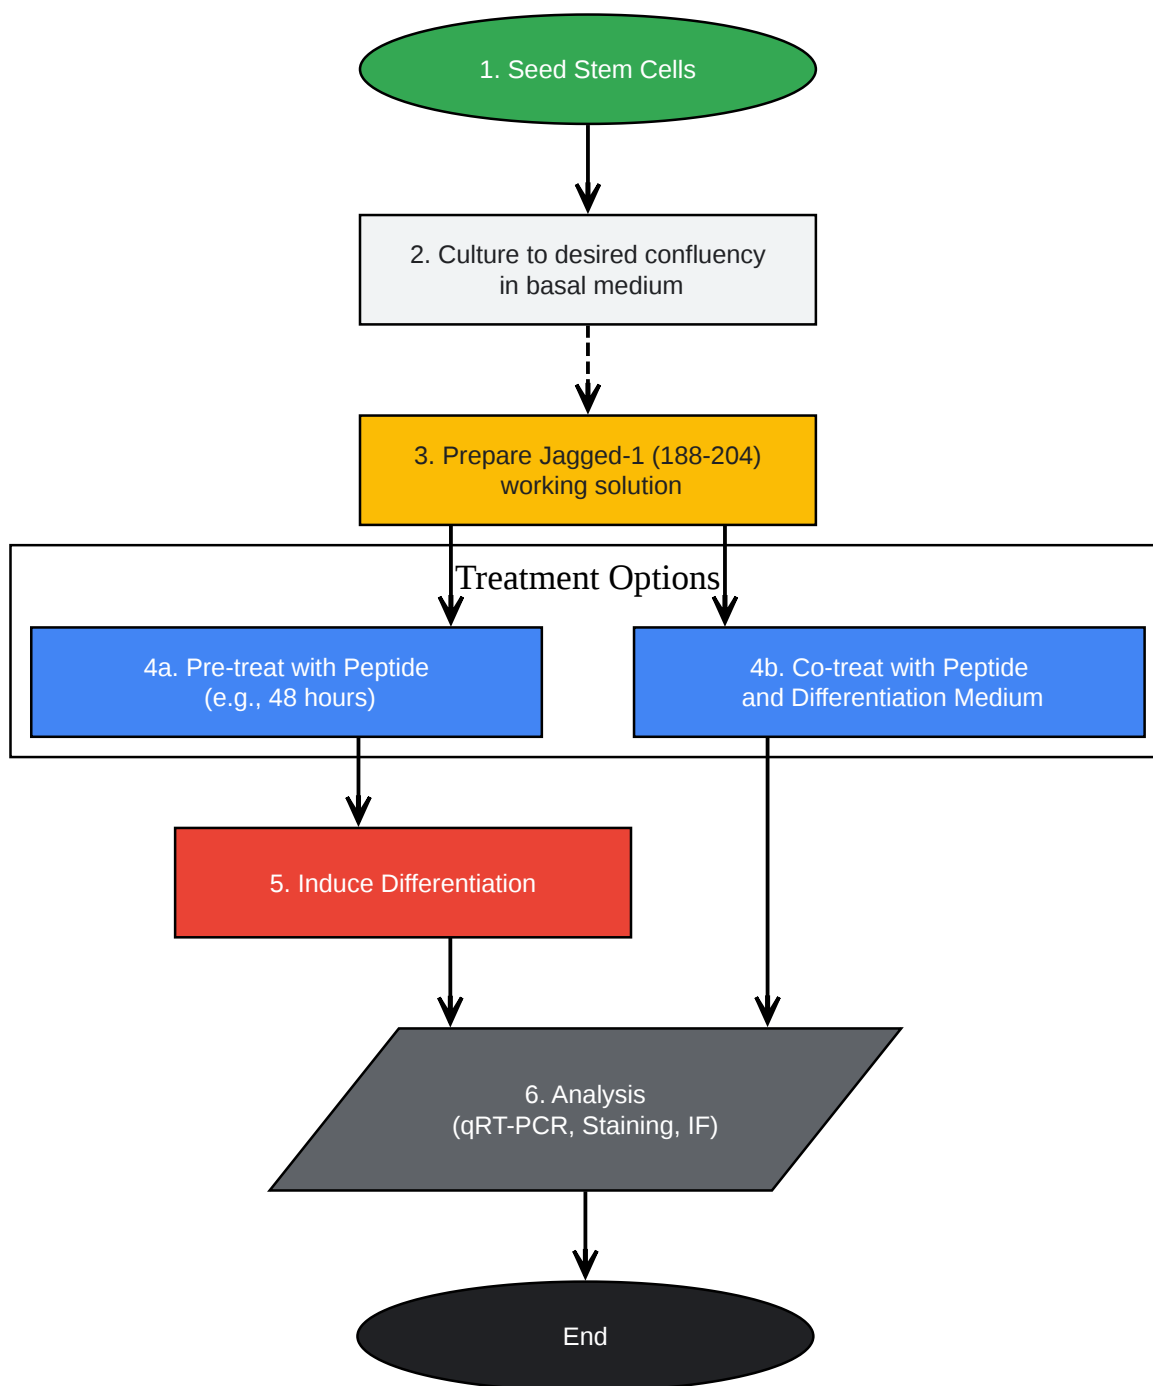 1. Seed Stem Cells
2. Culture to desired confluency
in basal medium
3. Prepare Jagged-1 (188-204)
working solution
Treatment Options
4a. Pre-treat with Peptide
(e.g., 48 hours)
4b. Co-treat with Peptide
and Differentiation Medium
5. Induce Differentiation
6. Analysis
(qRT-PCR, Staining, IF)
End